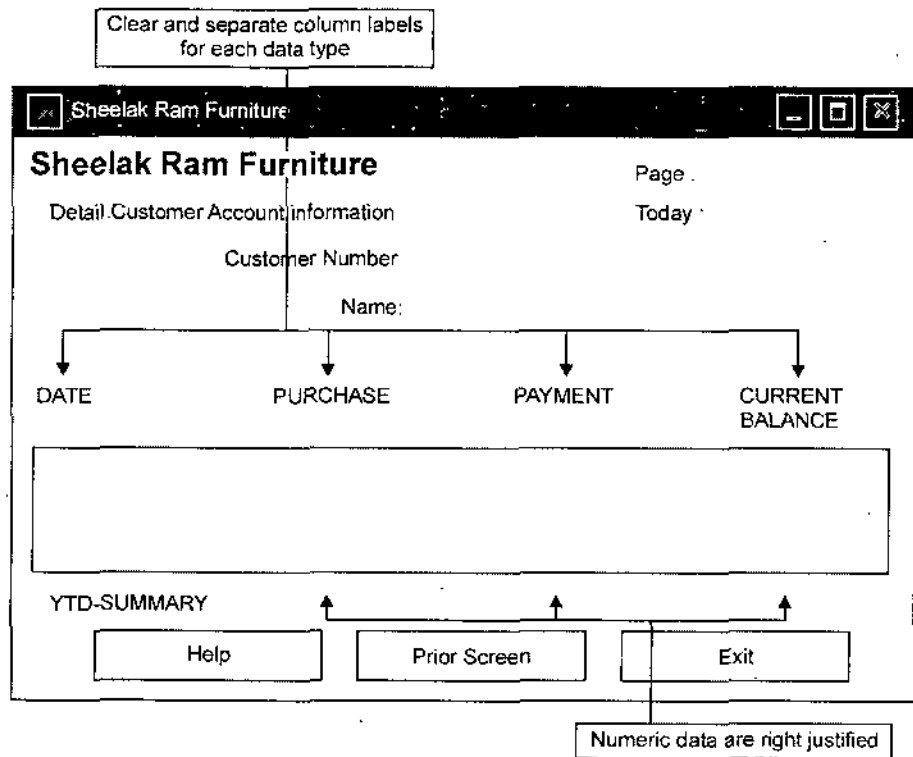 Clear and separate column labels
for each data type
Sheelak Ram Furniture
Sheelak Ram Furniture
Page
Detail Customer Account information
Today
Customer Number
Name:
DATE PURCHASE PAYMENT CURRENT
BALANCE
YTD-SUMMARY
Help Prior Screen Exit
Numeric data are right justified